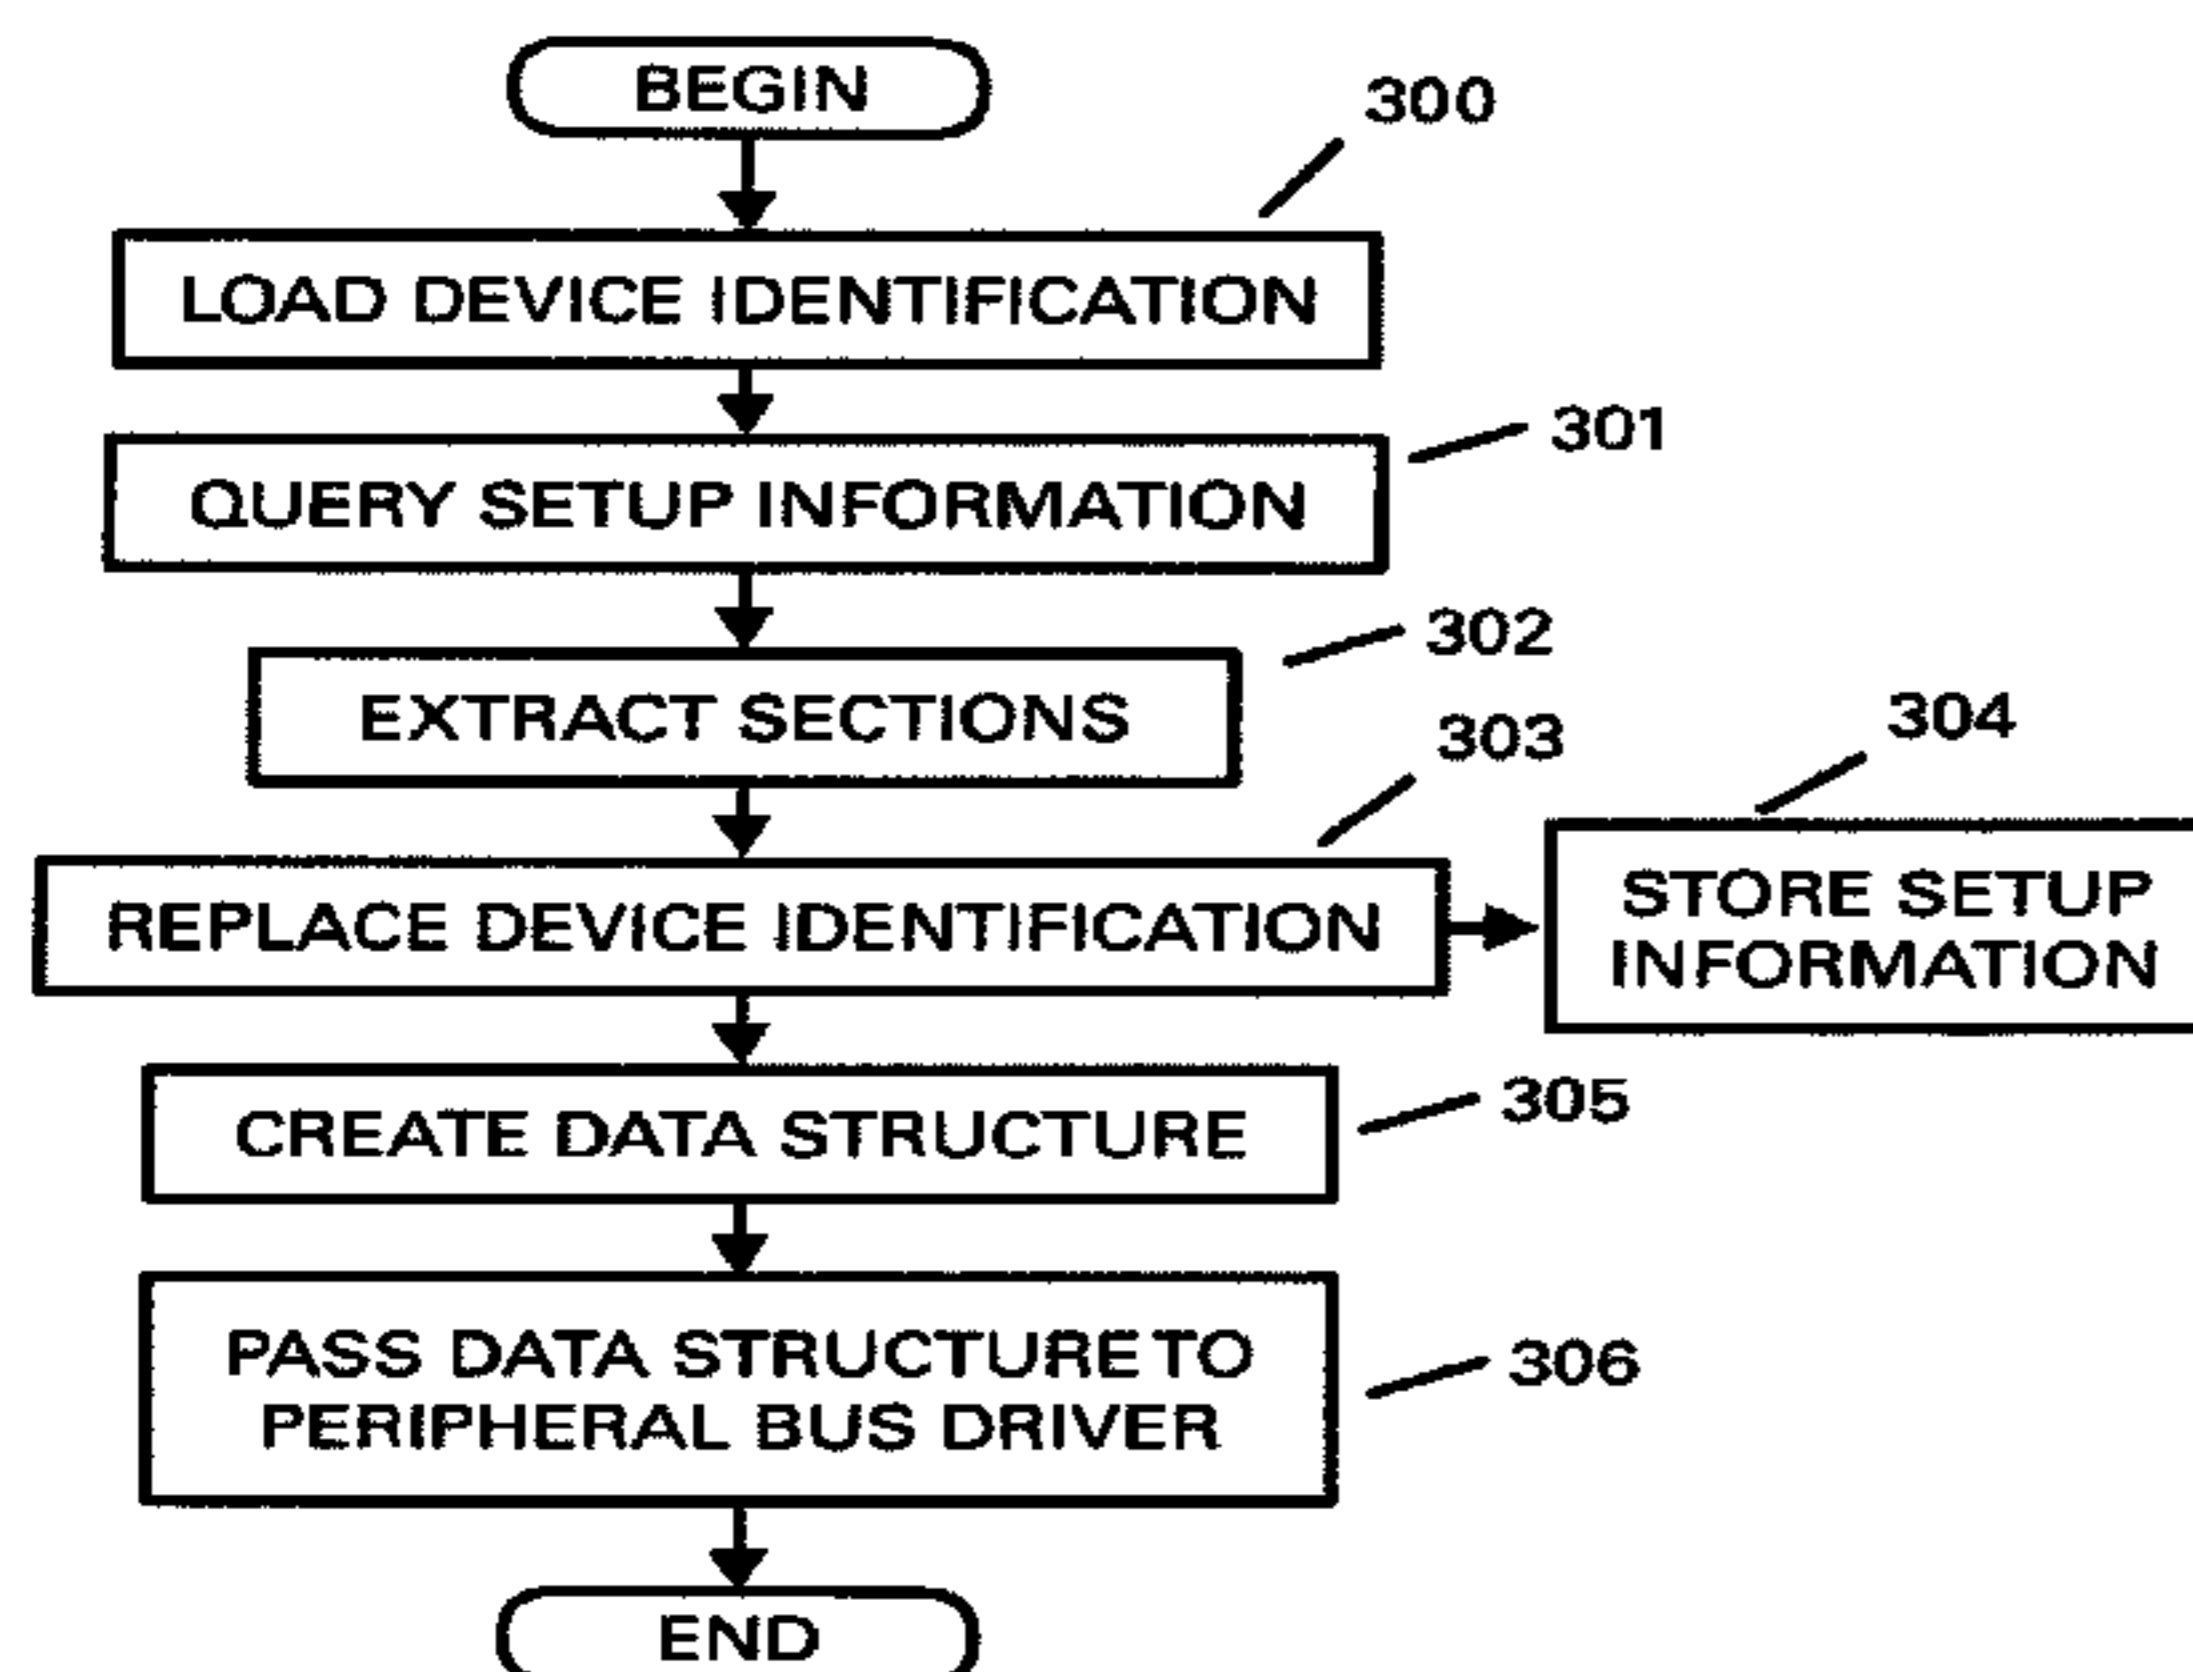 BEGIN
300
LOAD DEVICE IDENTIFICATION
301
QUERY SETUP INFORMATION
302
EXTRACT SECTIONS
303
304
REPLACE DEVICE IDENTIFICATION
STORE SETUP
INFORMATION
305
CREATE DATA STRUCTURE
306
PASS DATA STRUCTURE TO
PERIPHERAL BUS DRIVER
END